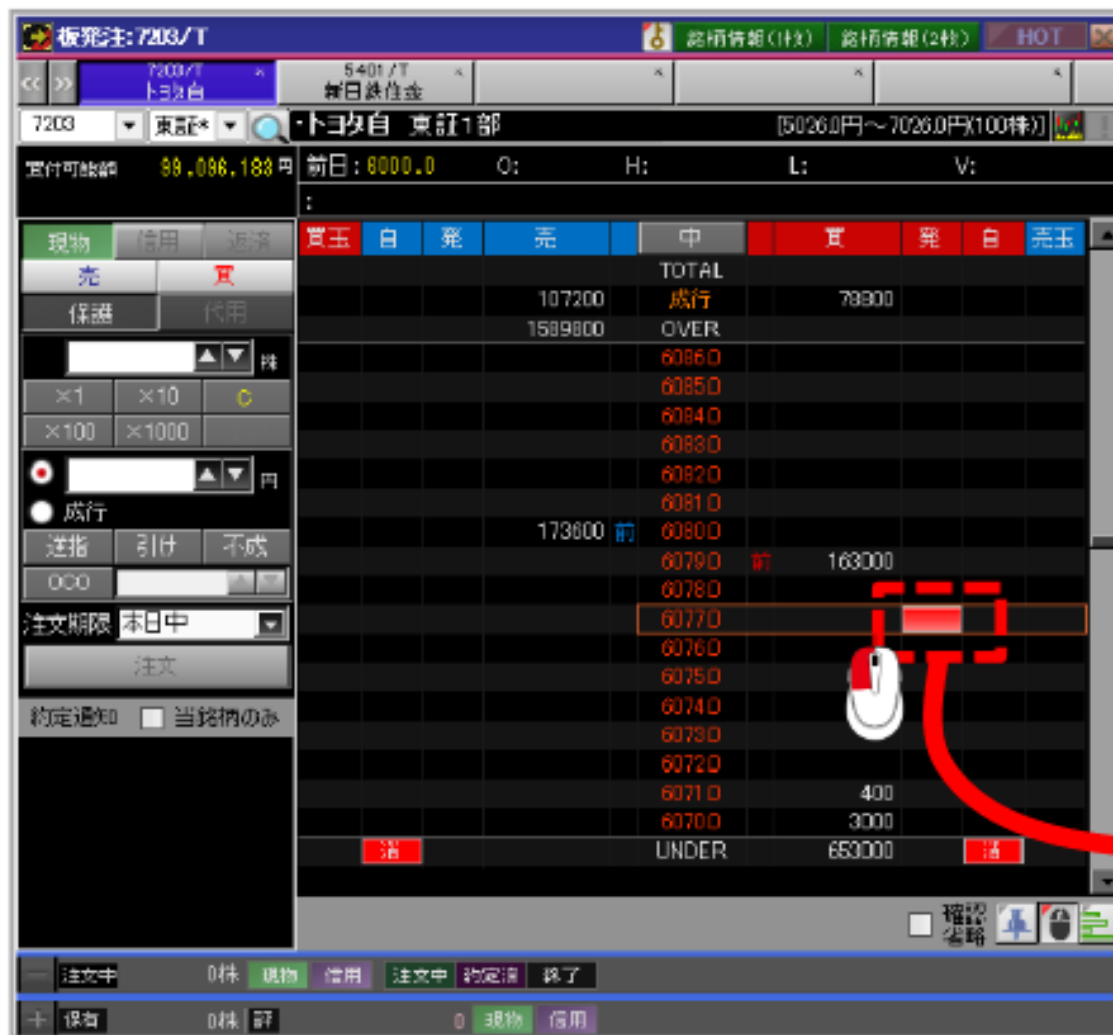 板発注:7203/T 銘柄情報(1枚) 銘柄情報(2枚) HOT
<< >> 7203/T トヨタ自 × 5401/T 新日鉄住金 × × × ×
7203 東証* ・トヨタ自 東証1部 [5026.0円～7026.0円(100株)]
買付可能額 99,096,183 円 前日:6000.0 O: H: L: V:
:
現物 信用 返済 買玉 自 発 売 中 買 発 自 売玉
売 買 TOTAL
保護 代用 107200 成行 78800
1589800 OVER
株 6086.0
×1 ×10 C 6085.0
×100 ×1000 6084.0
6083.0
円 6082.0
成行 6081.0
逆指 引け 不成 173600 前 6080.0
OCO 6079.0 前 163000
6078.0
注文期限 本日中 6077.0
6076.0
注文 6075.0
6074.0
約定通知 当銘柄のみ 6073.0
6072.0
6071.0 400
6070.0 3000
消 UNDER 653000 消
確認省略
− 注文中 0株 現物 信用 注文中 約定済 終了
+ 保有 0株 評 0 現物 信用